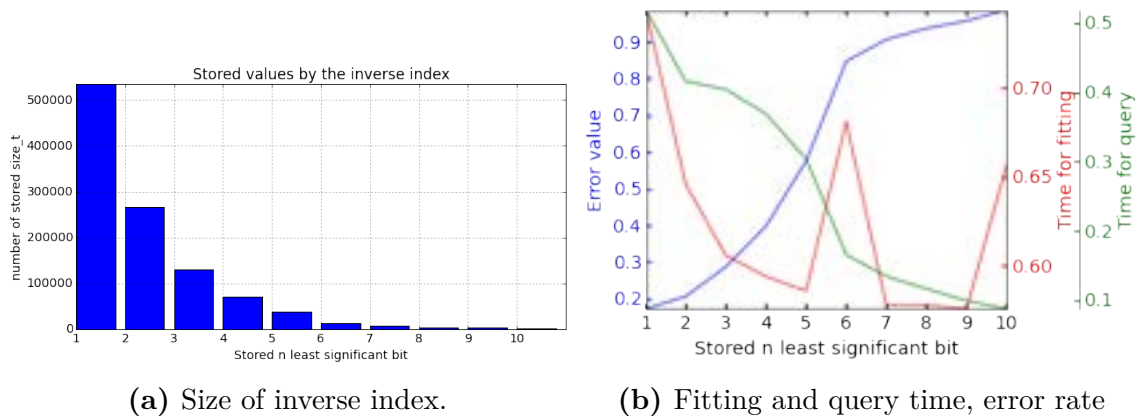 Stored values by the inverse index
number of stored size_t
500000
400000
300000
200000
100000
0
1 2 3 4 5 6 7 8 9 10
Stored n least significant bit
(a) Size of inverse index.
Error value
0.9
0.8
0.7
0.6
0.5
0.4
0.3
0.2
1 2 3 4 5 6 7 8 9 10
Stored n least significant bit
0.70
0.65
0.60
Time for fitting
0.5
0.4
0.3
0.2
0.1
Time for query
(b) Fitting and query time, error rate